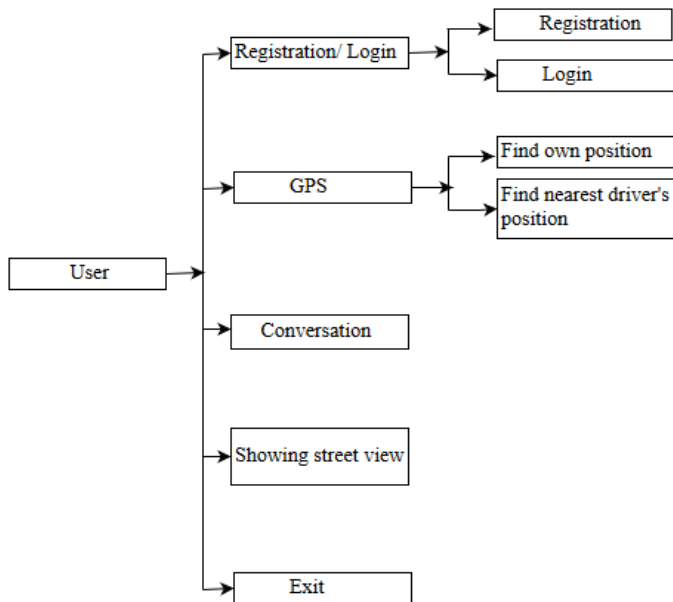 Registration
Registration/ Login
Login
Find own position
GPS
Find nearest driver's
position
User
Conversation
Showing street view
Exit